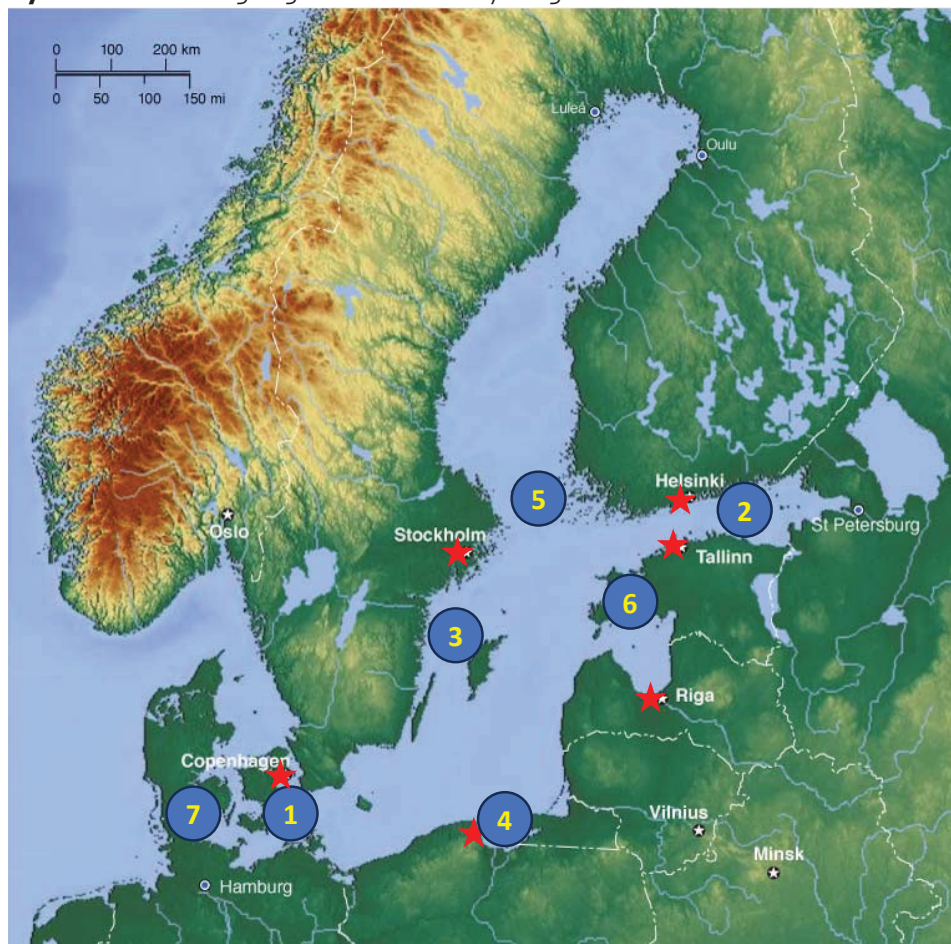 0 100 200 km
0 50 100 150 mi
Luleå
Oulu
5
Helsinki
2
Oslo
Stockholm
St Petersburg
Tallinn
6
3
Riga
Copenhagen
7
1
4
Vilnius
Minsk
Hamburg